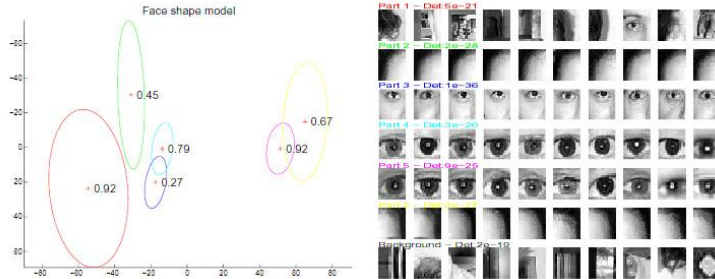 Face shape model
−80
−60
−40
−20
0
20
40
60
−80 −60 −40 −20 0 20 40 60 80
0.45
0.67
0.79
0.92
0.27
0.92
Part 1 − Det:5e−21
Part 2 − Det:2e−28
Part 3 − Det:1e−36
Part 4 − Det:3e−26
Part 5 − Det:9e−25
Background − Det:2e−19